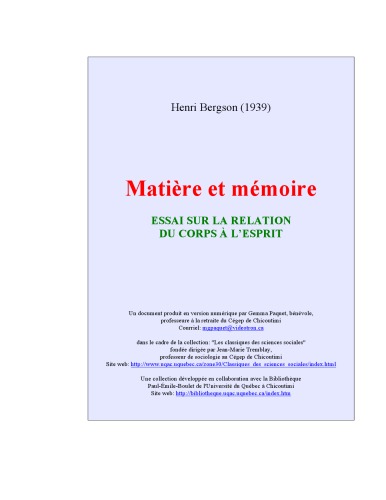 Henri Bergson (1939)
Matière et mémoire
ESSAI SUR LA RELATION
DU CORPS À L’ESPRIT
Un document produit en version numérique par Gemma Paquet, bénévole,
professeure à la retraite du Cégep de Chicoutimi
Courriel: mgpaquet@videotron.ca
dans le cadre de la collection: "Les classiques des sciences sociales"
fondée dirigée par Jean-Marie Tremblay,
professeur de sociologie au Cégep de Chicoutimi
Site web: http://www.uqac.uquebec.ca/zone30/Classiques_des_sciences_sociales/index.html
Une collection développée en collaboration avec la Bibliothèque
Paul-Émile-Boulet de l'Université du Québec à Chicoutimi
Site web: http://bibliotheque.uqac.uquebec.ca/index.htm